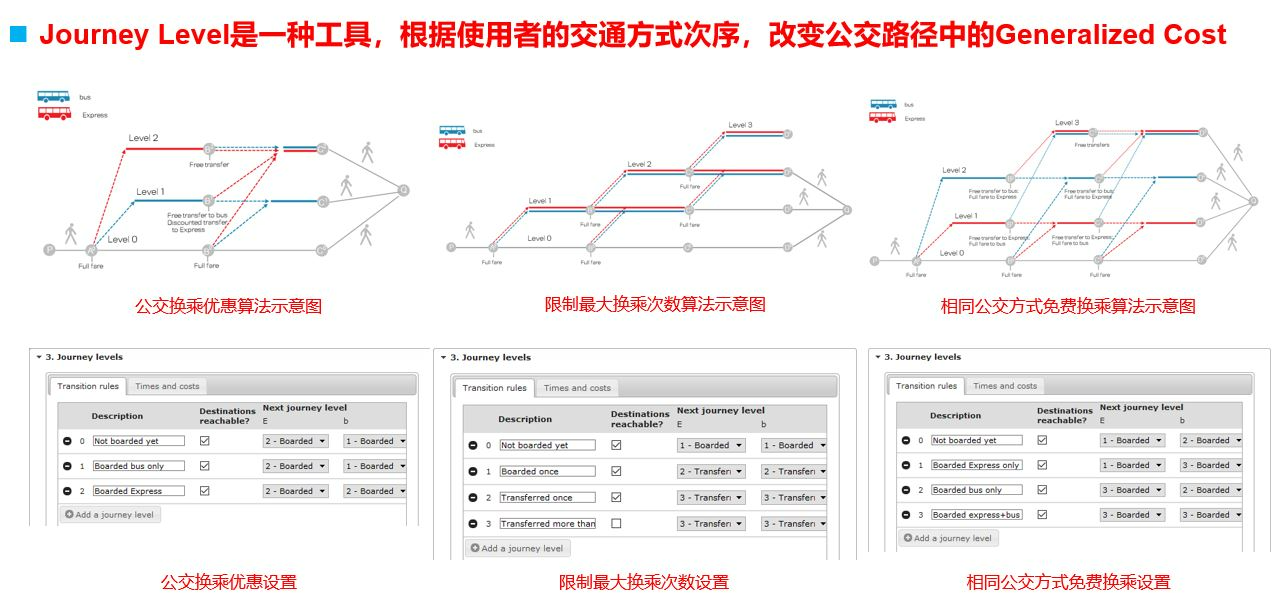 Journey Level是一种工具，根据使用者的交通方式次序，改变公交路径中的Generalized Cost
bus
Express
Level 2
Free transfer
Level 1
Free transfer to bus
Discounted transfer
to Express
Level 0
P
Q
Full fare
Full fare
公交换乘优惠算法示意图
bus
Express
Level 3
Level 2
Full fare
Level 1
Full fare
Level 0
P
Q
Full fare
Full fare
限制最大换乘次数算法示意图
bus
Express
Level 3
Free transfers
Level 2
Free transfer to bus;
Full fare to Express
Free transfer to bus;
Full fare to Express
Level 1
Free transfer to Express;
Full fare to bus
Free transfer to Express;
Full fare to bus
Level 0
P
Q
Full fare
Full fare
Full fare
相同公交方式免费换乘算法示意图
3. Journey levels
Transition rules Times and costs
Description Destinations reachable? Next journey level
E b
0 Not boarded yet 2 - Boarded 1 - Boarded
1 Boarded bus only 2 - Boarded 1 - Boarded
2 Boarded Express 2 - Boarded 2 - Boarded
Add a journey level
公交换乘优惠设置
3. Journey levels
Transition rules Times and costs
Description Destinations reachable? Next journey level
E b
0 Not boarded yet 1 - Boarded 1 - Boarded
1 Boarded once 2 - Transfer 2 - Transfer
2 Transferred once 3 - Transfer 3 - Transfer
3 Transferred more than 3 - Transfer 3 - Transfer
Add a journey level
限制最大换乘次数设置
3. Journey levels
Transition rules Times and costs
Description Destinations reachable? Next journey level
E b
0 Not boarded yet 1 - Boarded 2 - Boarded
1 Boarded Express only 1 - Boarded 3 - Boarded
2 Boarded bus only 3 - Boarded 2 - Boarded
3 Boarded express+bus 3 - Boarded 3 - Boarded
Add a journey level
相同公交方式免费换乘设置